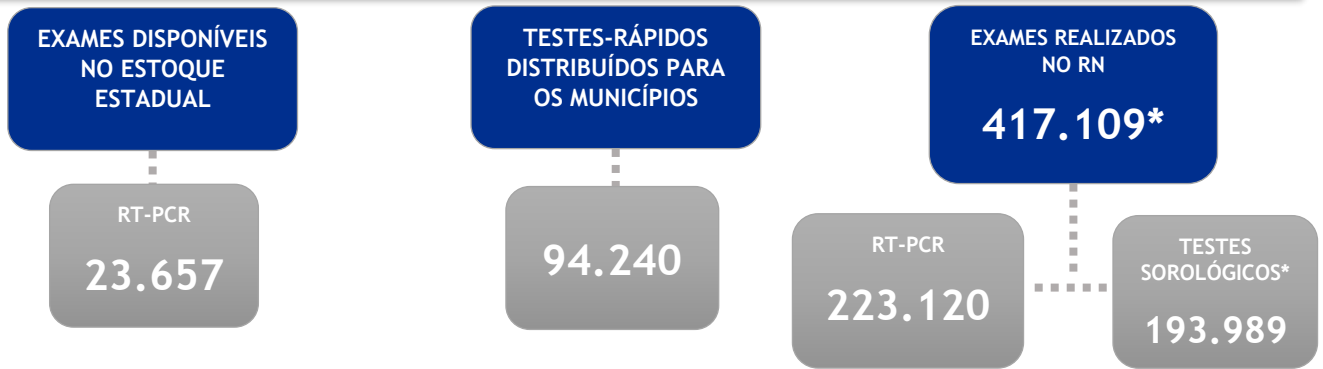 EXAMES DISPONÍVEIS
NO ESTOQUE
ESTADUAL
RT-PCR
23.657
TESTES-RÁPIDOS
DISTRIBUÍDOS PARA
OS MUNICÍPIOS
94.240
EXAMES REALIZADOS
NO RN
417.109*
RT-PCR
223.120
TESTES
SOROLÓGICOS*
193.989